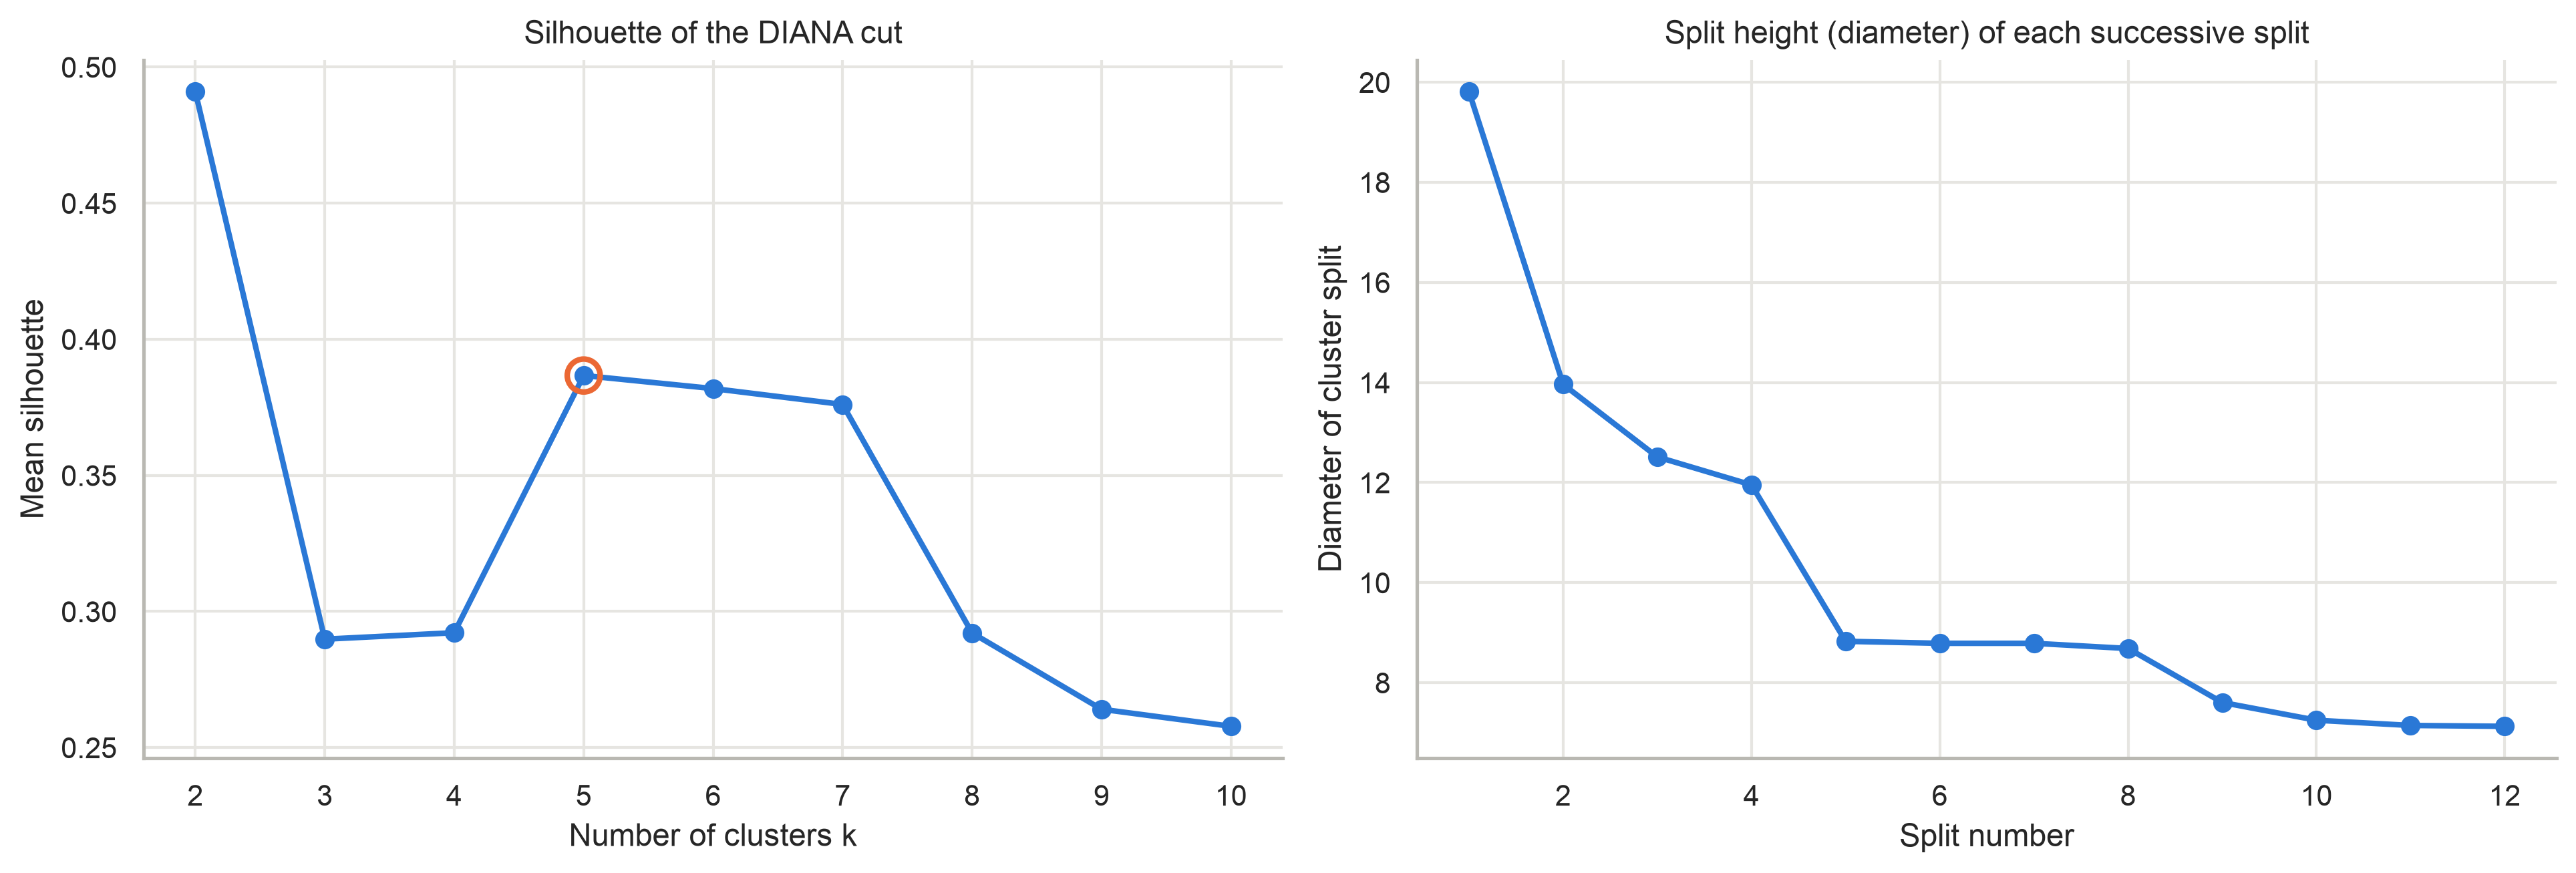 Silhouette of the DIANA cut
Mean silhouette
0.50
0.45
0.40
0.35
0.30
0.25
2 3 4 5 6 7 8 9 10
Number of clusters k
Split height (diameter) of each successive split
Diameter of cluster split
20
18
16
14
12
10
8
2 4 6 8 10 12
Split number